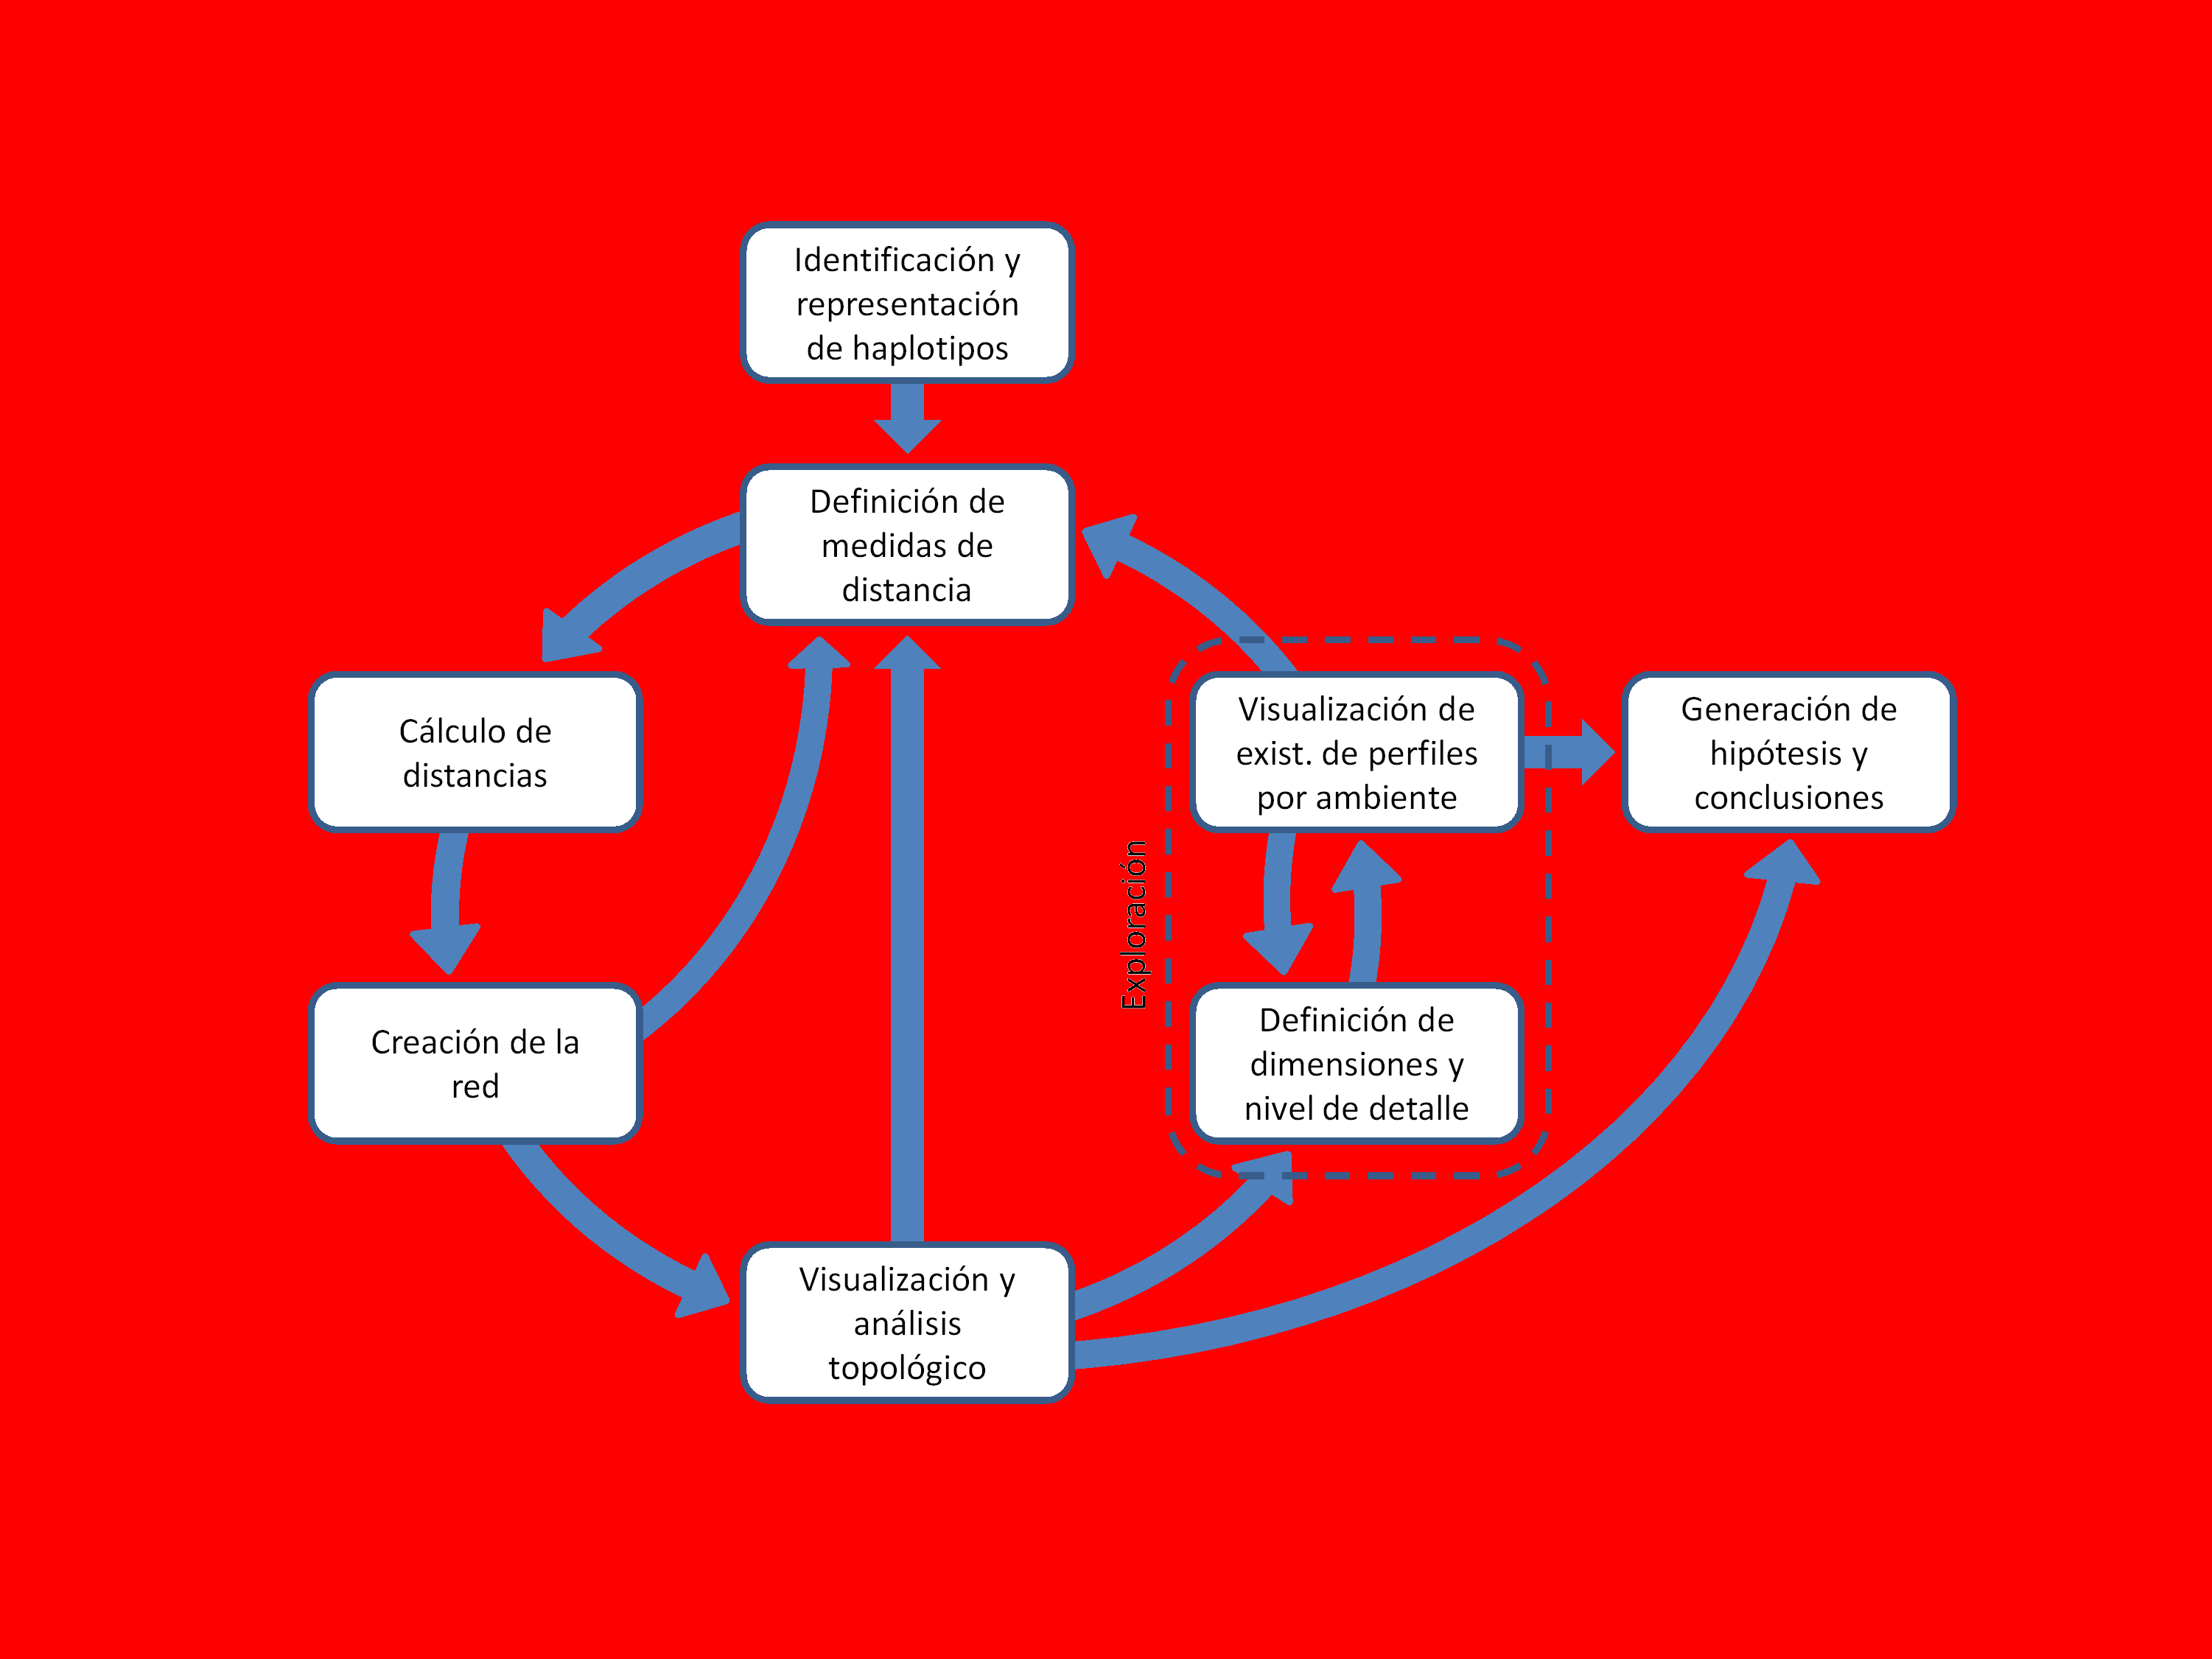 Identificación y
representación
de haplotipos
Definición de
medidas de
distancia
Cálculo de
distancias
Visualización de
exist. de perfiles
por ambiente
Generación de
hipótesis y
conclusiones
Exploración
Creación de la
red
Definición de
dimensiones y
nivel de detalle
Visualización y
análisis
topológico